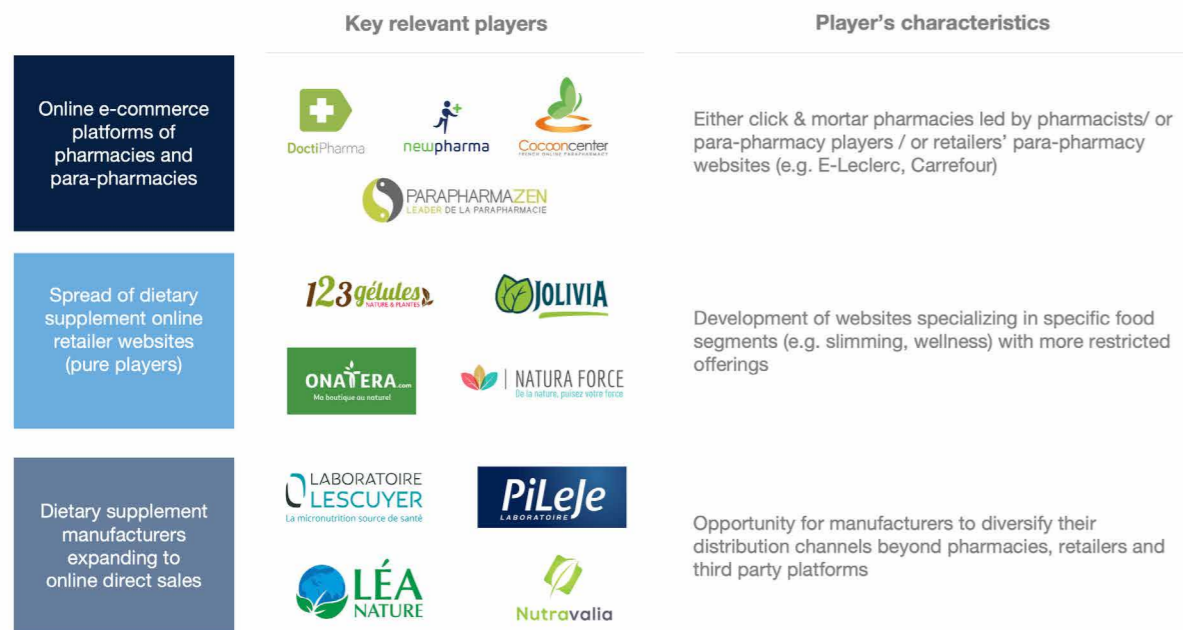 Key relevant players
Player's characteristics
Online e-commerce
platforms of
pharmacies and
para-pharmacies
DoctiPharma
newpharma
Cocooncenter
FRENCH ONLINE PARAPHARMACY
PARAPHARMAZEN
LEADER DE LA PARAPHARMACIE
Either click & mortar pharmacies led by pharmacists/ or
para-pharmacy players / or retailers' para-pharmacy
websites (e.g. E-Leclerc, Carrefour)
Spread of dietary
supplement online
retailer websites
(pure players)
123gélules
NATURE & PLANTES
JOLIVIA
ONATERA.com
Ma boutique au naturel
NATURA FORCE
De la nature, puisez votre force
Development of websites specializing in specific food
segments (e.g. slimming, wellness) with more restricted
offerings
Dietary supplement
manufacturers
expanding to
online direct sales
LABORATOIRE
LESCUYER
La micronutrition source de santé
PiLeJe
LABORATOIRE
LÉA
NATURE
Nutravalia
Opportunity for manufacturers to diversify their
distribution channels beyond pharmacies, retailers and
third party platforms